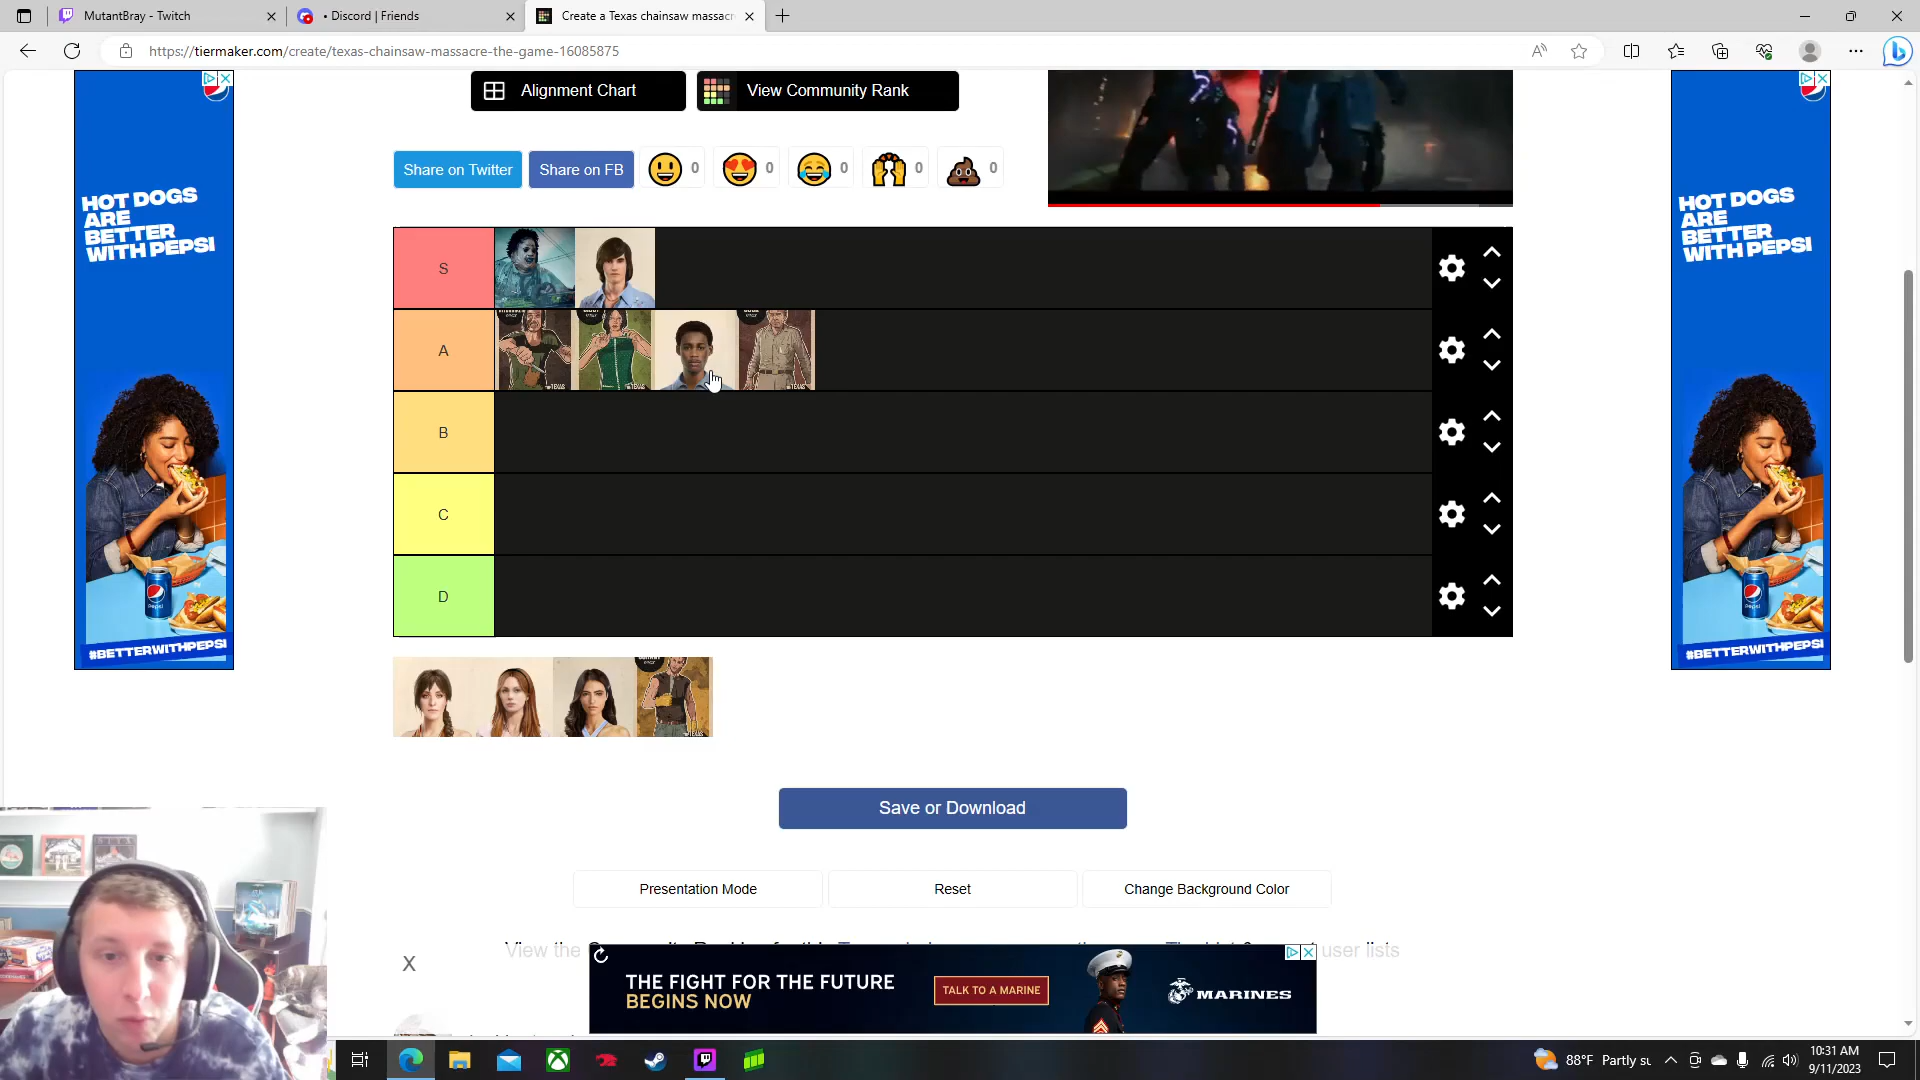 MutantBray - Twitch
• Discord | Friends
Create a Texas chainsaw massacr
https://tiermaker.com/create/texas-chainsaw-massacre-the-game-16085875
Alignment Chart
View Community Rank
HOT DOGS
ARE
BETTER
WITH PEPSI
pepsi
#BETTERWITHPEPSI
Share on Twitter
Share on FB
0
0
0
0
0
S
A
B
C
D
HOT DOGS
ARE
BETTER
WITH PEPSI
pepsi
#BETTERWITHPEPSI
Save or Download
Presentation Mode
Reset
Change Background Color
View the
user lists
X
THE FIGHT FOR THE FUTURE
BEGINS NOW
TALK TO A MARINE
MARINES
88°F Partly su
10:31 AM
9/11/2023